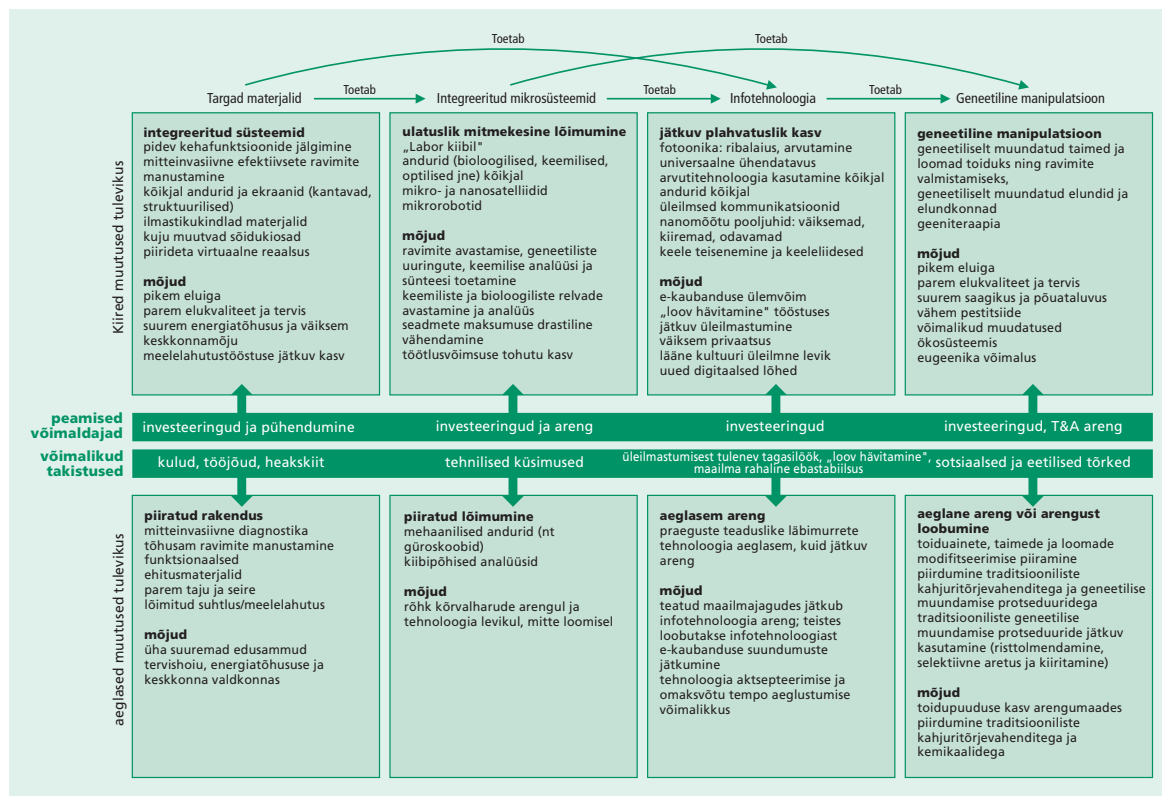 Toetab
Toetab
Targad materjalid
Toetab
Integreeritud mikrosüsteemid
Toetab
Infotehnoloogia
Toetab
Geneetiline manipulatsioon
Kiired muutused tulevikus
integreeritud süsteemid
pidev kehafunktsioonide jälgimine
mitteinvasiivne efektiivsete ravimite
manustamine
kõikjal andurid ja ekraanid (kantavad,
struktuurilised)
ilmastikukindlad materjalid
kuju muutvad sõidukiosad
piirideta virtuaalne reaalsus
mõjud
pikem eluiga
parem elukvaliteet ja tervis
suurem energiatõhusus ja väiksem
keskkonnamõju
meelelahutustööstuse jätkuv kasv
ulatuslik mitmekesine lõimumine
„Labor kiibil"
andurid (bioloogilised, keemilised,
optilised jne) kõikjal
mikro- ja nanosatelliidid
mikrorobotid
mõjud
ravimite avastamise, geneetiliste
uuringute, keemilise analüüsi ja
sünteesi toetamine
keemiliste ja bioloogiliste relvade
avastamine ja analüüs
seadmete maksumuse drastiline
vähendamine
töötlusvõimsuse tohutu kasv
jätkuv plahvatuslik kasv
fotoonika: ribalaius, arvutamine
universaalne ühendatavus
arvutitehnoloogia kasutamine kõikjal
andurid kõikjal
üleilmsed kommunikatsioonid
nanomõõtu pooljuhid: väiksemad,
kiiremad, odavamad
keele teisenemine ja keeleliidesed
mõjud
e-kaubanduse ülemvõim
„loov hävitamine" tööstuses
jätkuv üleilmastumine
väiksem privaatsus
lääne kultuuri üleilmne levik
uued digitaalsed lõhed
geneetiline manipulatsioon
geneetiliselt muundatud taimed ja
loomad toiduks ning ravimite
valmistamiseks,
geneetiliselt muundatud elundid ja
elundkonnad
geeniteraapia
mõjud
pikem eluiga
parem elukvaliteet ja tervis
suurem saagikus ja põuataluvus
vähem pestitsiide
võimalikud muudatused
ökosüsteemis
eugeenika võimalus
peamised
võimaldajad
investeeringud ja pühendumine
investeeringud ja areng
investeeringud
investeeringud, T&A areng
võimalikud
takistused
kulud, tööjõud, heakskiit
tehnilised küsimused
üleilmastumisest tulenev tagasilöök, „loov hävitamine",
maailma rahaline ebastabiilsus
sotsiaalsed ja eetilised tõrked
aeglased muutused tulevikus
piiratud rakendus
mitteinvasiivne diagnostika
tõhusam ravimite manustamine
funktsionaalsed
ehitusmaterjalid
parem taju ja seire
lõimitud suhtlus/meelelahutus
mõjud
üha suuremad edusammud
tervishoiu, energiatõhususe ja
keskkonna valdkonnas
piiratud lõimumine
mehaanilised andurid (nt
güroskoobid)
kiibipõhised analüüsid
mõjud
rõhk kõrvalharude arengul ja
tehnoloogia levikul, mitte loomisel
aeglasem areng
praeguste teaduslike läbimurrete
tehnoloogia aeglasem, kuid jätkuv
areng
mõjud
teatud maailmajagudes jätkub
infotehnoloogia areng; teistes
loobutakse infotehnoloogiast
e-kaubanduse suundumuste
jätkumine
tehnoloogia aktsepteerimise ja
omaksvõtu tempo aeglustumise
võimalikkus
aeglane areng või arengust
loobumine
toiduainete, taimede ja loomade
modifitseerimise piiramine
piirdumine traditsiooniliste
kahjuritõrjevahenditega ja geneetilise
muundamise protseduuridega
traditsiooniliste geneetilise
muundamise protseduuride jätkuv
kasutamine (risttolmendamine,
selektiivne aretus ja kiiritamine)
mõjud
toidupuuduse kasv arengumaades
piirdumine traditsiooniliste
kahjuritõrjevahenditega ja
kemikaalidega